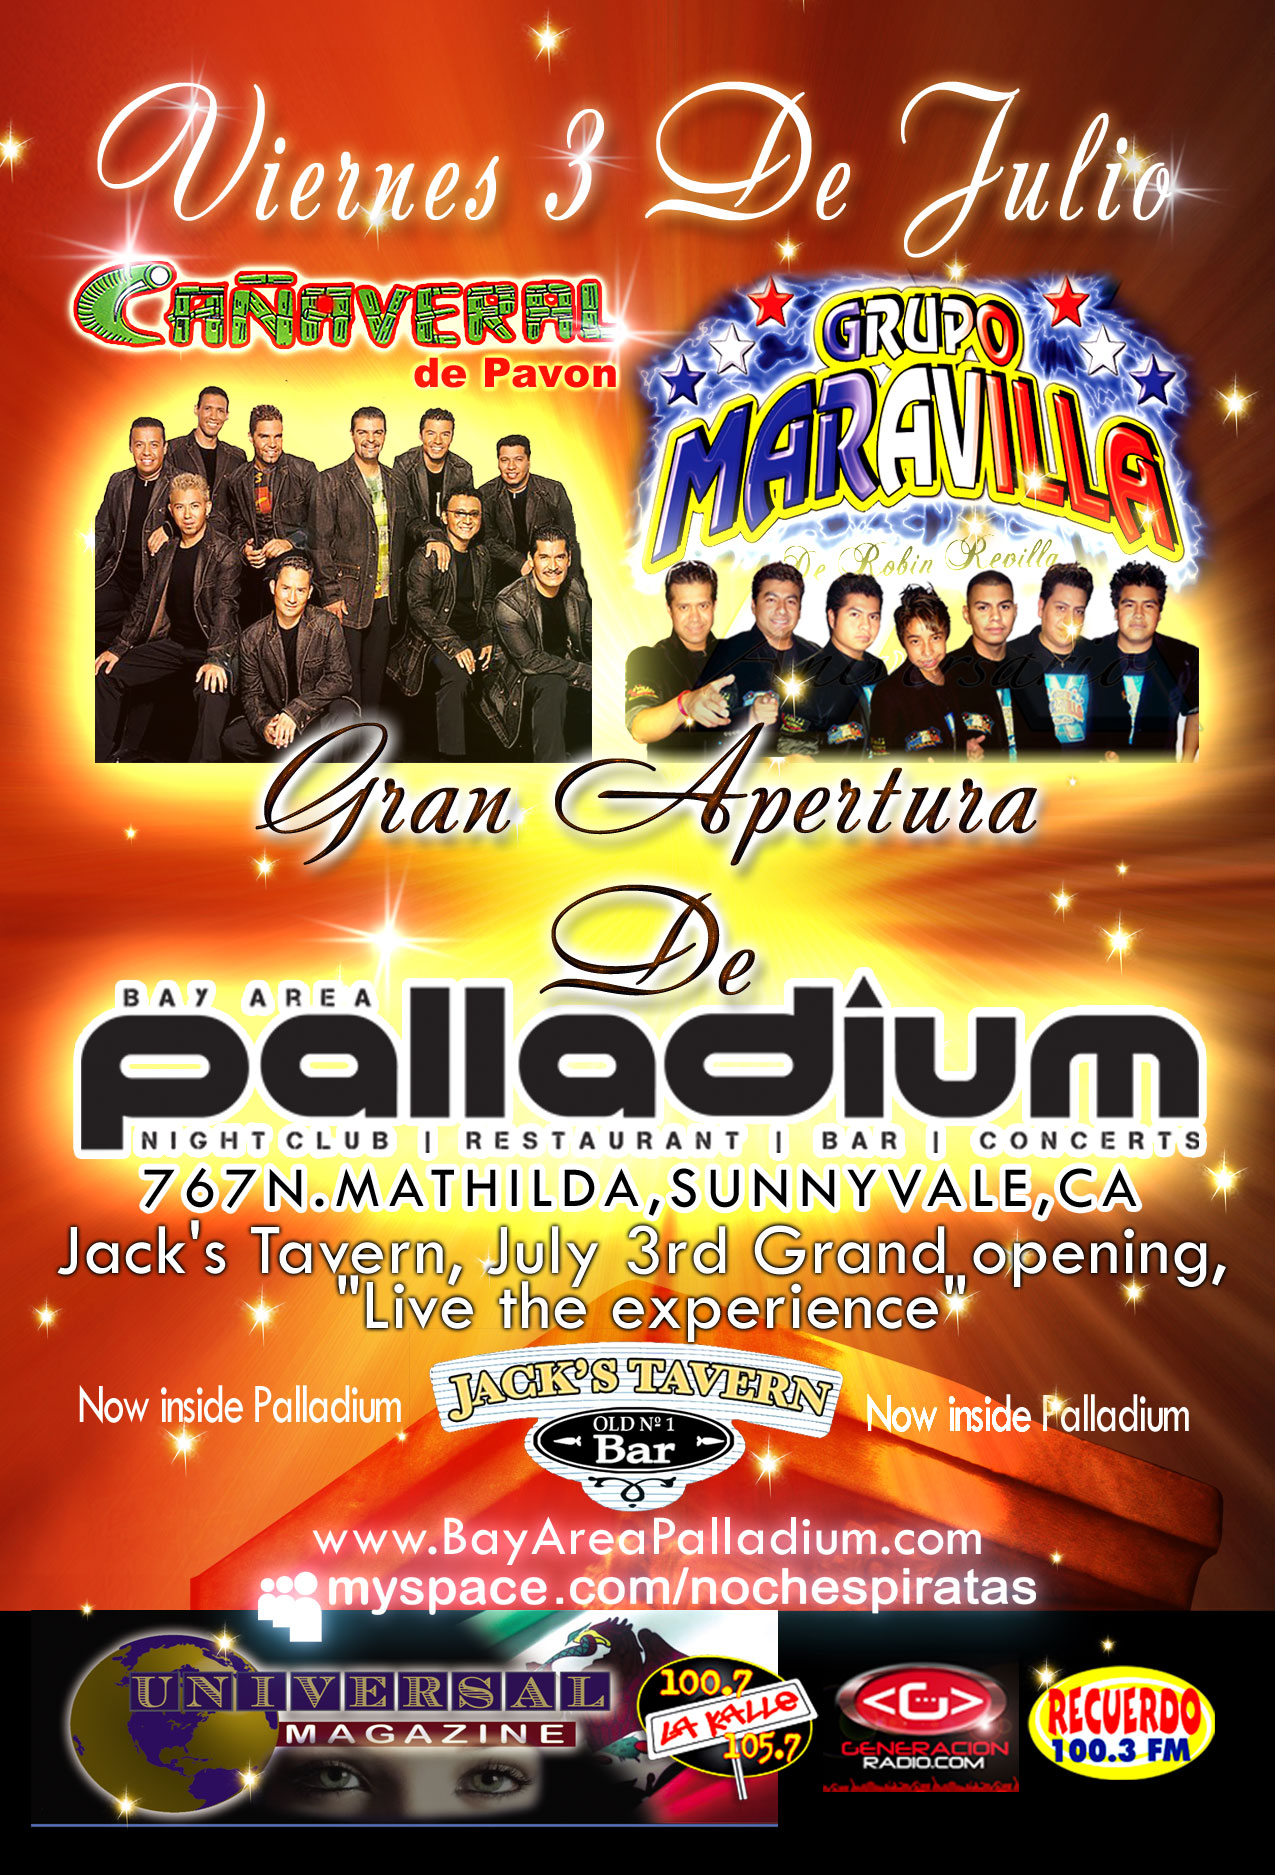 Viernes 3 De Julio
CAÑAVERAL
de Pavon
GRUPO
MARAVILLA
De Robin Revilla
Aniversario
Gran Apertura
De
BAY AREA
palladium
NIGHTCLUB | RESTAURANT | BAR | CONCERTS
767N.MATHILDA,SUNNYVALE,CA
Jack's Tavern, July 3rd Grand opening,
"Live the experience"
Now inside Palladium
JACK'S TAVERN
OLD Nº 1
Bar
Now inside Palladium
www.BayAreaPalladium.com
myspace.com/nochespiratas
UNIVERSAL
MAGAZINE
100.7
LA KALLE
105.7
<G>
GENERACION
RADIO.COM
RECUERDO
100.3 FM